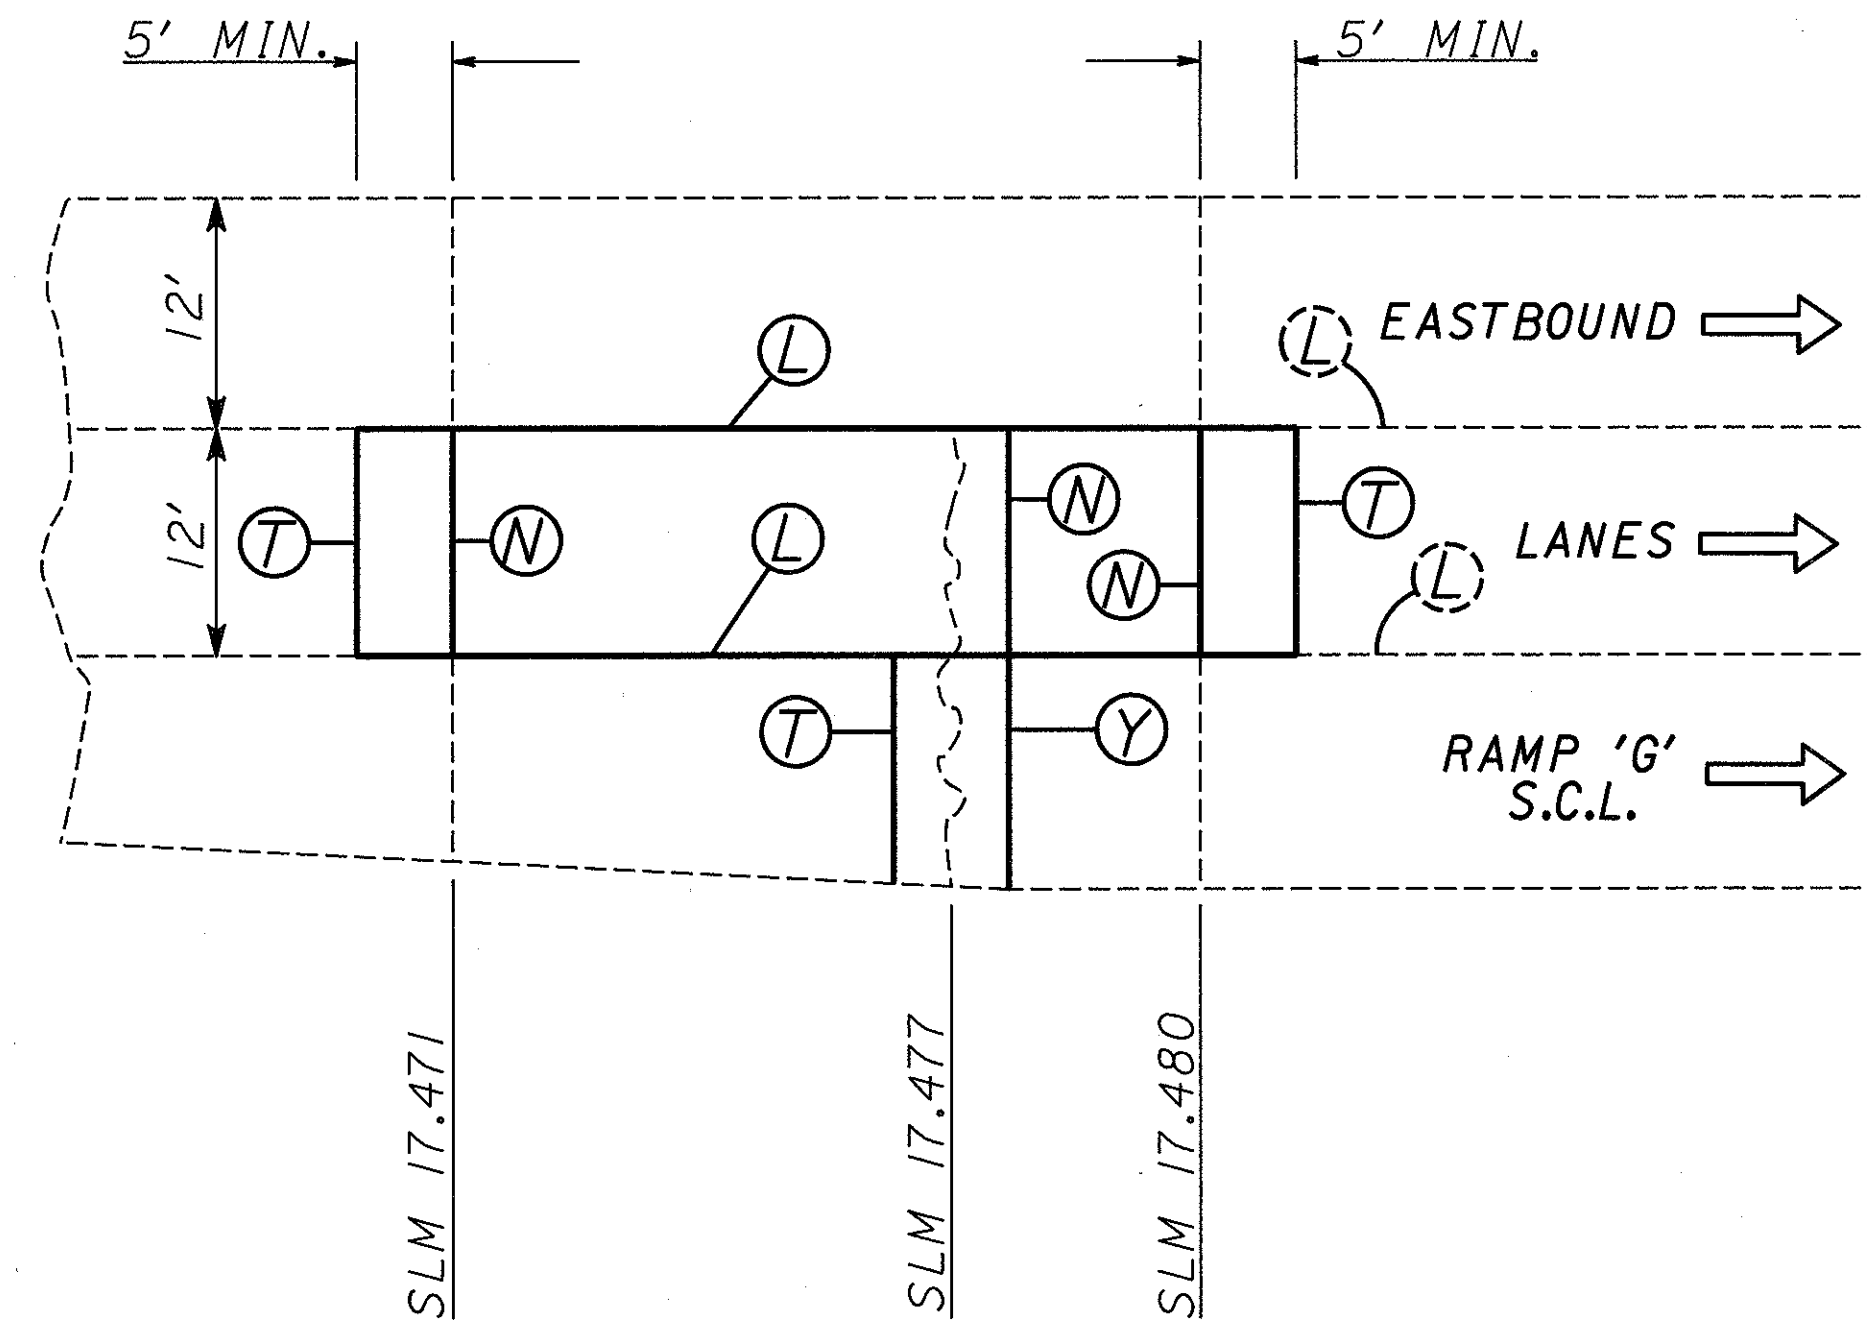 5' MIN.
5' MIN.
12'
L
L
EASTBOUND
12'
T
N
L
N
N
T
LANES
L
T
Y
RAMP 'G'
S.C.L.
SLM 17.471
SLM 17.477
SLM 17.480